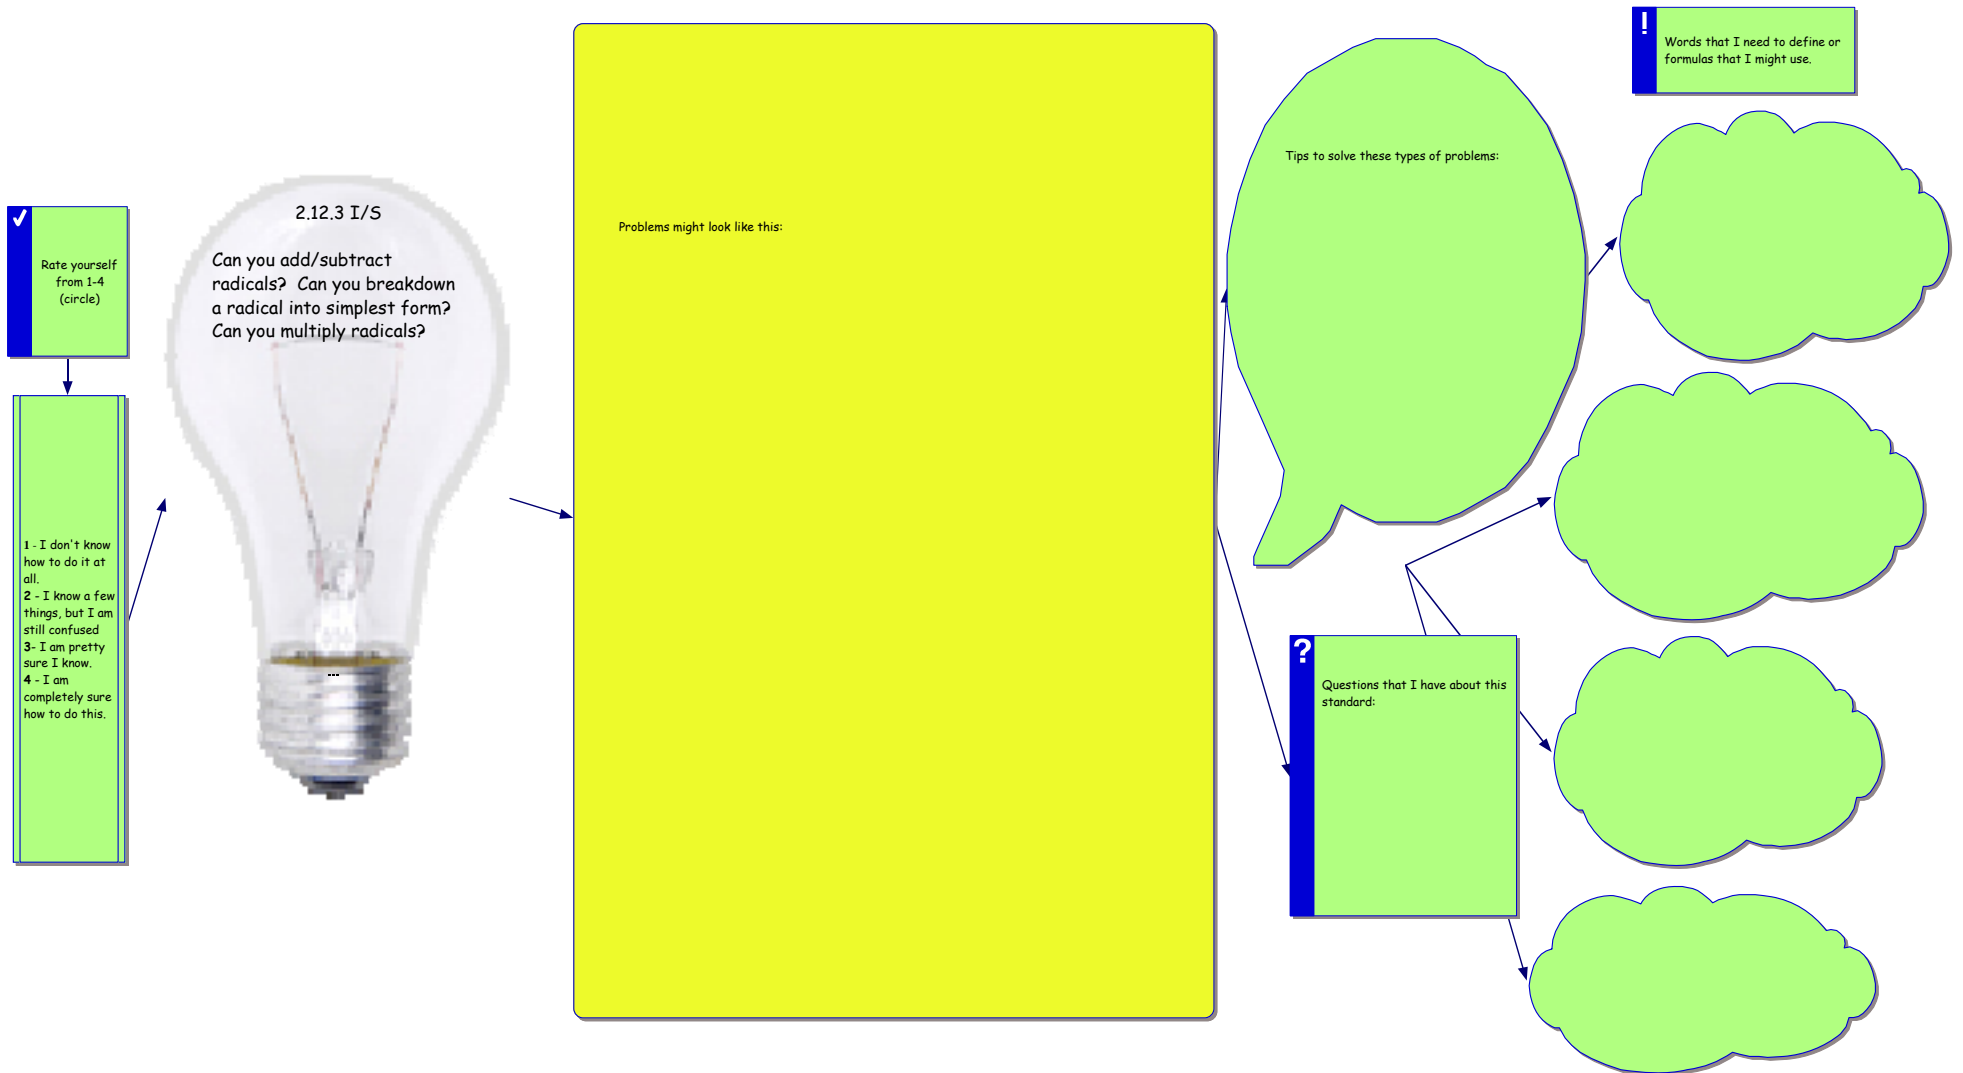 ✓
Rate yourself
from 1-4
(circle)
1 - I don't know
how to do it at
all.
2 - I know a few
things, but I am
still confused
3- I am pretty
sure I know.
4 - I am
completely sure
how to do this.
2.12.3 I/S
Can you add/subtract
radicals?  Can you breakdown
a radical into simplest form?
Can you multiply radicals?
---
Problems might look like this:
Tips to solve these types of problems:
!
Words that I need to define or
formulas that I might use.
?
Questions that I have about this
standard: